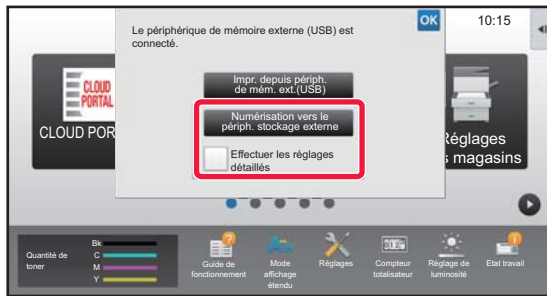 Le périphérique de mémoire externe (USB) est
connecté.
OK
10:15
Impr. depuis périph.
de mém. ext.(USB)
Numérisation vers le
périph. stockage externe
Effectuer les réglages
détaillés
CLOUD
PORTAL
CLOUD POR
Réglages
s magasins
Quantité de
toner
Bk
C
M
Y
Guide de
fonctionnement
Mode
affichage
étendu
Réglages
Compteur
totalisateur
Réglage de
luminosité
Etat travail